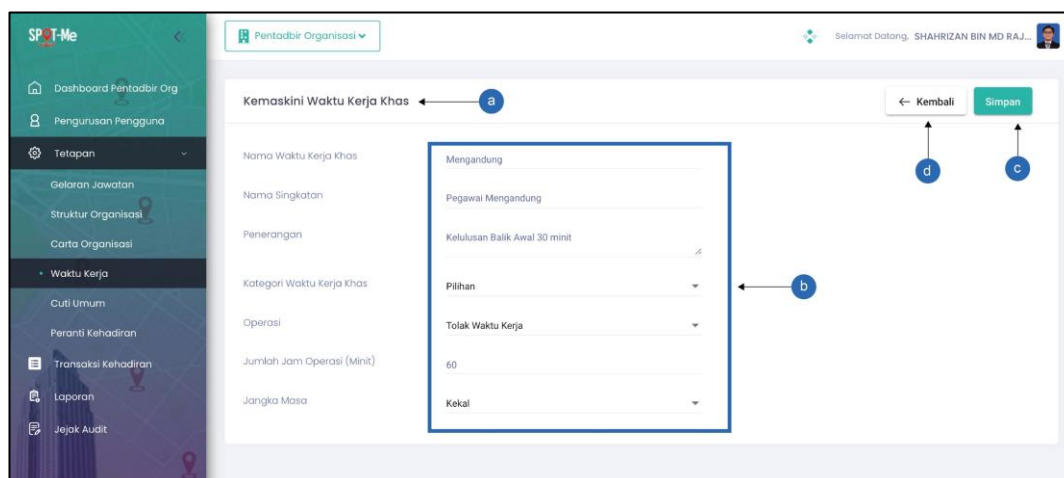 SPOT-Me
Pentadbir Organisasi
Selamat Datang, SHAHRIZAN BIN MD RAJ...
Dashboard Pentadbir Org
Pengurusan Pengguna
Tetapan
Gelaran Jawatan
Struktur Organisasi
Carta Organisasi
Waktu Kerja
Cuti Umum
Peranti Kehadiran
Transaksi Kehadiran
Laporan
Jejak Audit
Kemaskini Waktu Kerja Khas
a
← Kembali
Simpan
d
c
Nama Waktu Kerja Khas
Mengandung
Nama Singkatan
Pegawai Mengandung
Penerangan
Kelulusan Balik Awal 30 minit
Kategori Waktu Kerja Khas
Pilihan
b
Operasi
Tolak Waktu Kerja
Jumlah Jam Operasi (Minit)
60
Jangka Masa
Kekal